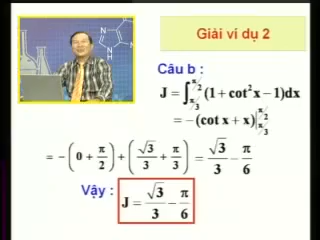 Giải ví dụ 2
Câu b :
J = ∫_{π/3}^{π/2} (1 + cot²x − 1)dx
= −(cot x + x)|_{π/3}^{π/2}
= −(0 + π/2) + (√3/3 + π/3) = √3/3 − π/6
Vậy : J = √3/3 − π/6